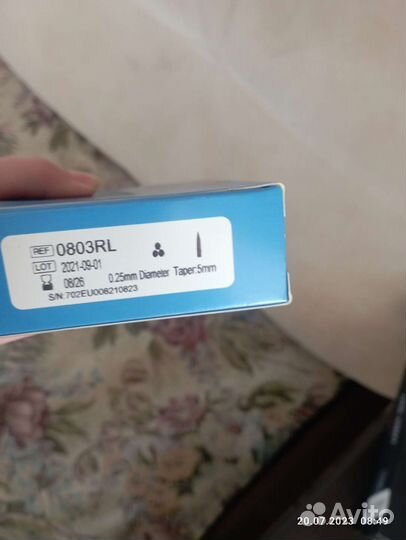 REF 0803RL
LOT 2021-09-01
08/26 0.25mm Diameter Taper:5mm
S/N:702EU008210823
20.07.2023 08:49
Avito